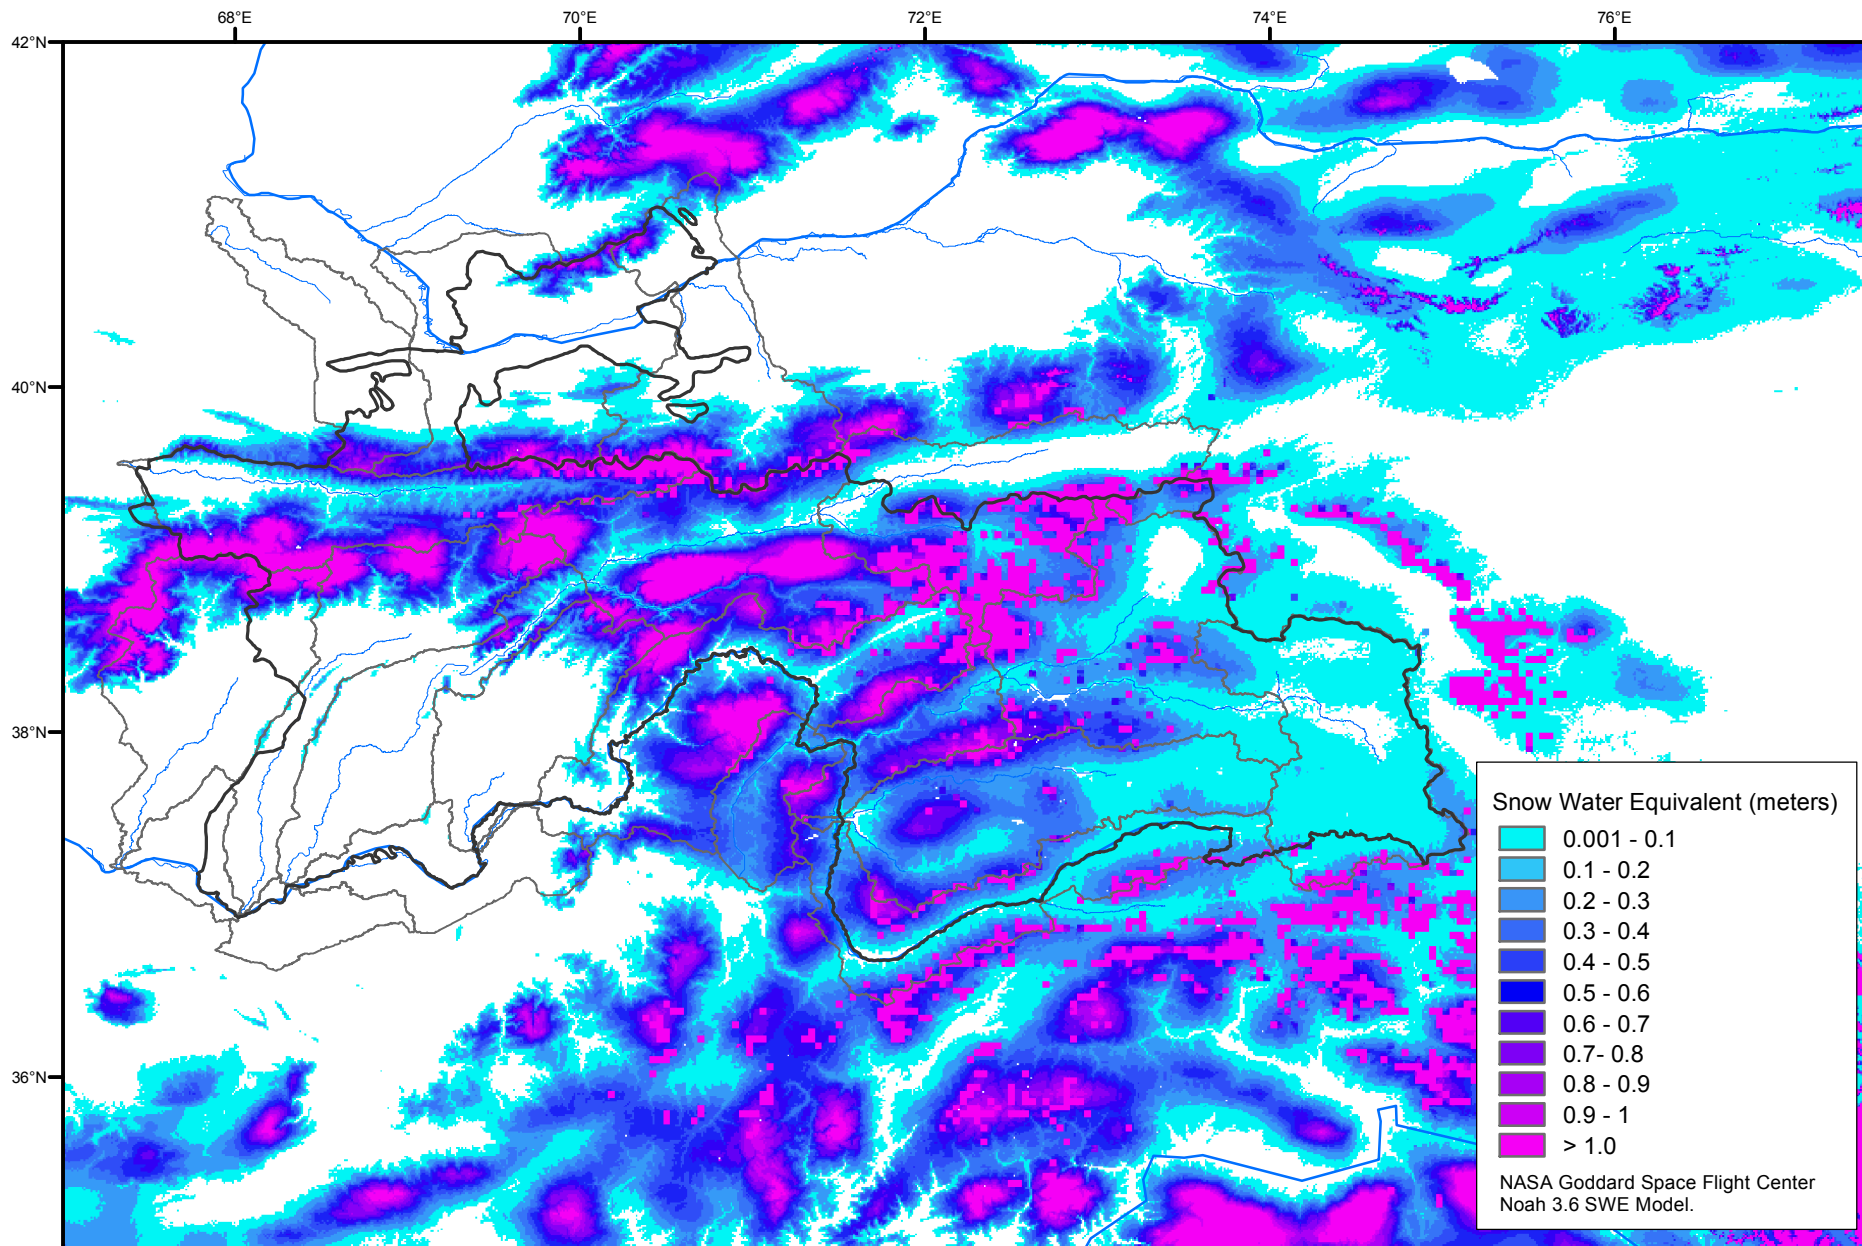 68°E
70°E
72°E
74°E
76°E
42°N
40°N
38°N
36°N
Snow Water Equivalent (meters)
0.001 - 0.1
0.1 - 0.2
0.2 - 0.3
0.3 - 0.4
0.4 - 0.5
0.5 - 0.6
0.6 - 0.7
0.7- 0.8
0.8 - 0.9
0.9 - 1
> 1.0
NASA Goddard Space Flight Center
Noah 3.6 SWE Model.